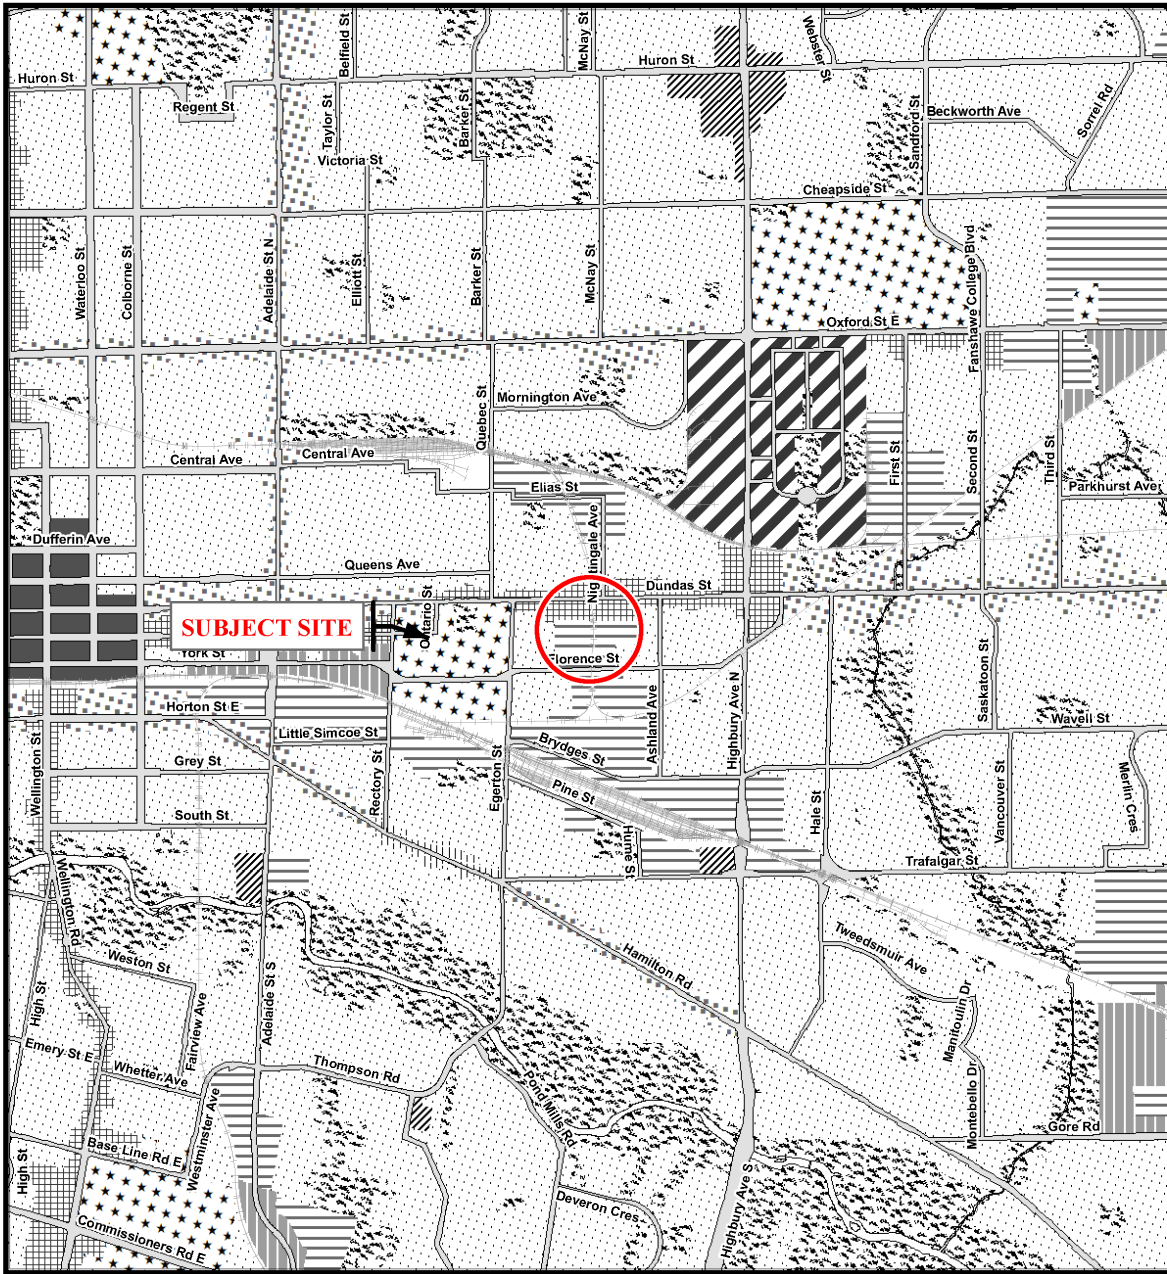 Belfield St
McNay St
Webster St
Huron St
Huron St
Regent St
Taylor St
Barker St
Sandford St
Beckworth Ave
Sorrel Rd
Victoria St
Cheapside St
Waterloo St
Colborne St
Adelaide St N
Elliott St
Barker St
McNay St
Fanshawe College Blvd
Oxford St E
Quebec St
Mornington Ave
Central Ave
Central Ave
Elias St
First St
Second St
Third St
Parkhurst Ave
Dufferin Ave
Nightingale Ave
Queens Ave
Dundas St
Ontario St
SUBJECT SITE
York St
Florence St
Saskatoon St
Horton St E
Little Simcoe St
Ashland Ave
Highbury Ave N
Wavell St
Wellington St
Grey St
Rectory St
Egerton St
Brydges St
Pine St
Hale St
Vancouver St
Merlin Cres
South St
Hume St
Trafalgar St
Wellington Rd
Weston St
Hamilton Rd
Tweedsmuir Ave
High St
Fairview Ave
Adelaide St S
Manitoulin Dr
Emery St E
Whetter Ave
Thompson Rd
Pond Mills Rd
Montebello Dr
Gore Rd
Base Line Rd E
Westminster Ave
High St
Deveron Cres
Highbury Ave S
Commissioners Rd E